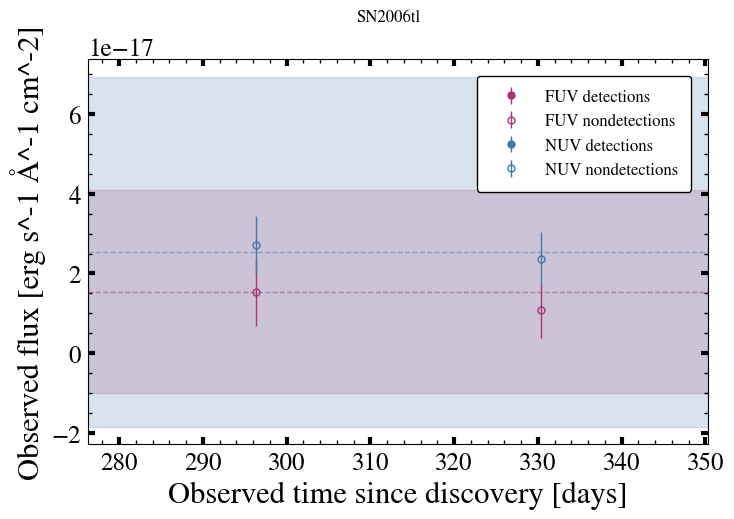 SN2006tl
1e−17
Observed flux [erg s^-1 Å^-1 cm^-2]
6
4
2
0
−2
FUV detections
FUV nondetections
NUV detections
NUV nondetections
280 290 300 310 320 330 340 350
Observed time since discovery [days]